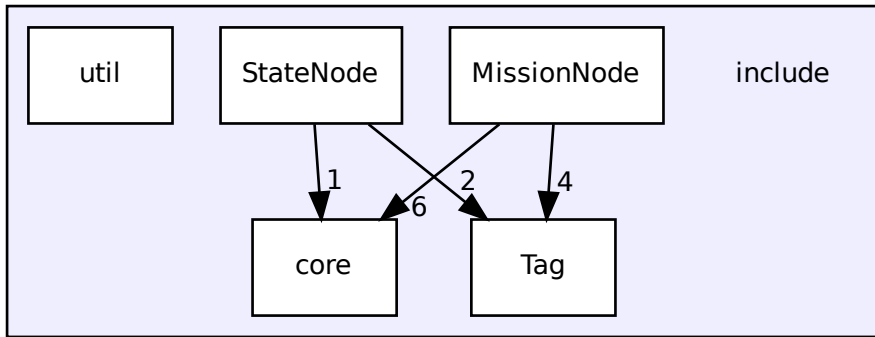 util
StateNode
MissionNode
include
1
6
2
4
core
Tag